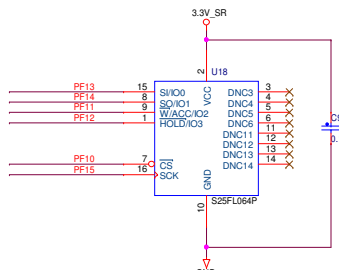 3.3V_SR
2
U18
VCC
PF13 15 SI/IO0 DNC3 3
PF14 8 SO/IO1 DNC4 4
PF11 9 W/ACC/IO2 DNC5 5
PF12 1 HOLD/IO3 DNC6 6
DNC11 11
DNC12 12
DNC13 13
PF10 7 CS DNC14 14
PF15 16 SCK
GND
10
S25FL064P